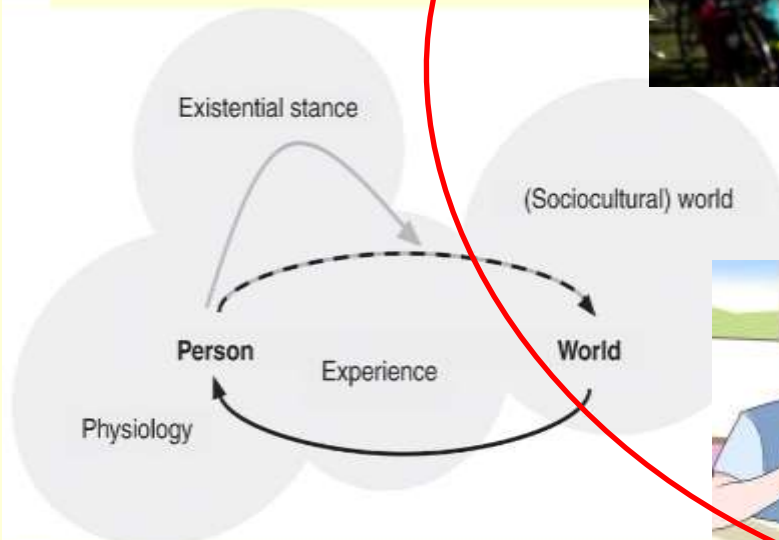 Existential stance
(Sociocultural) world
Person
World
Experience
Physiology